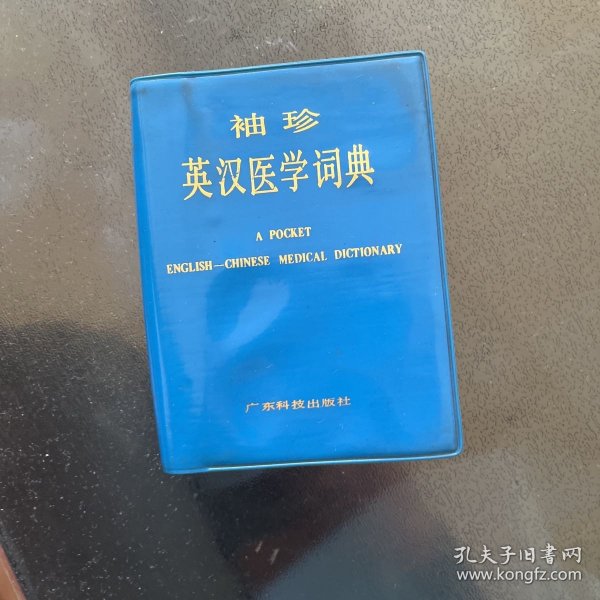 袖珍
英汉医学词典
A POCKET
ENGLISH—CHINESE MEDICAL DICTIONARY
广东科技出版社
孔夫子旧书网
www.kongfz.com